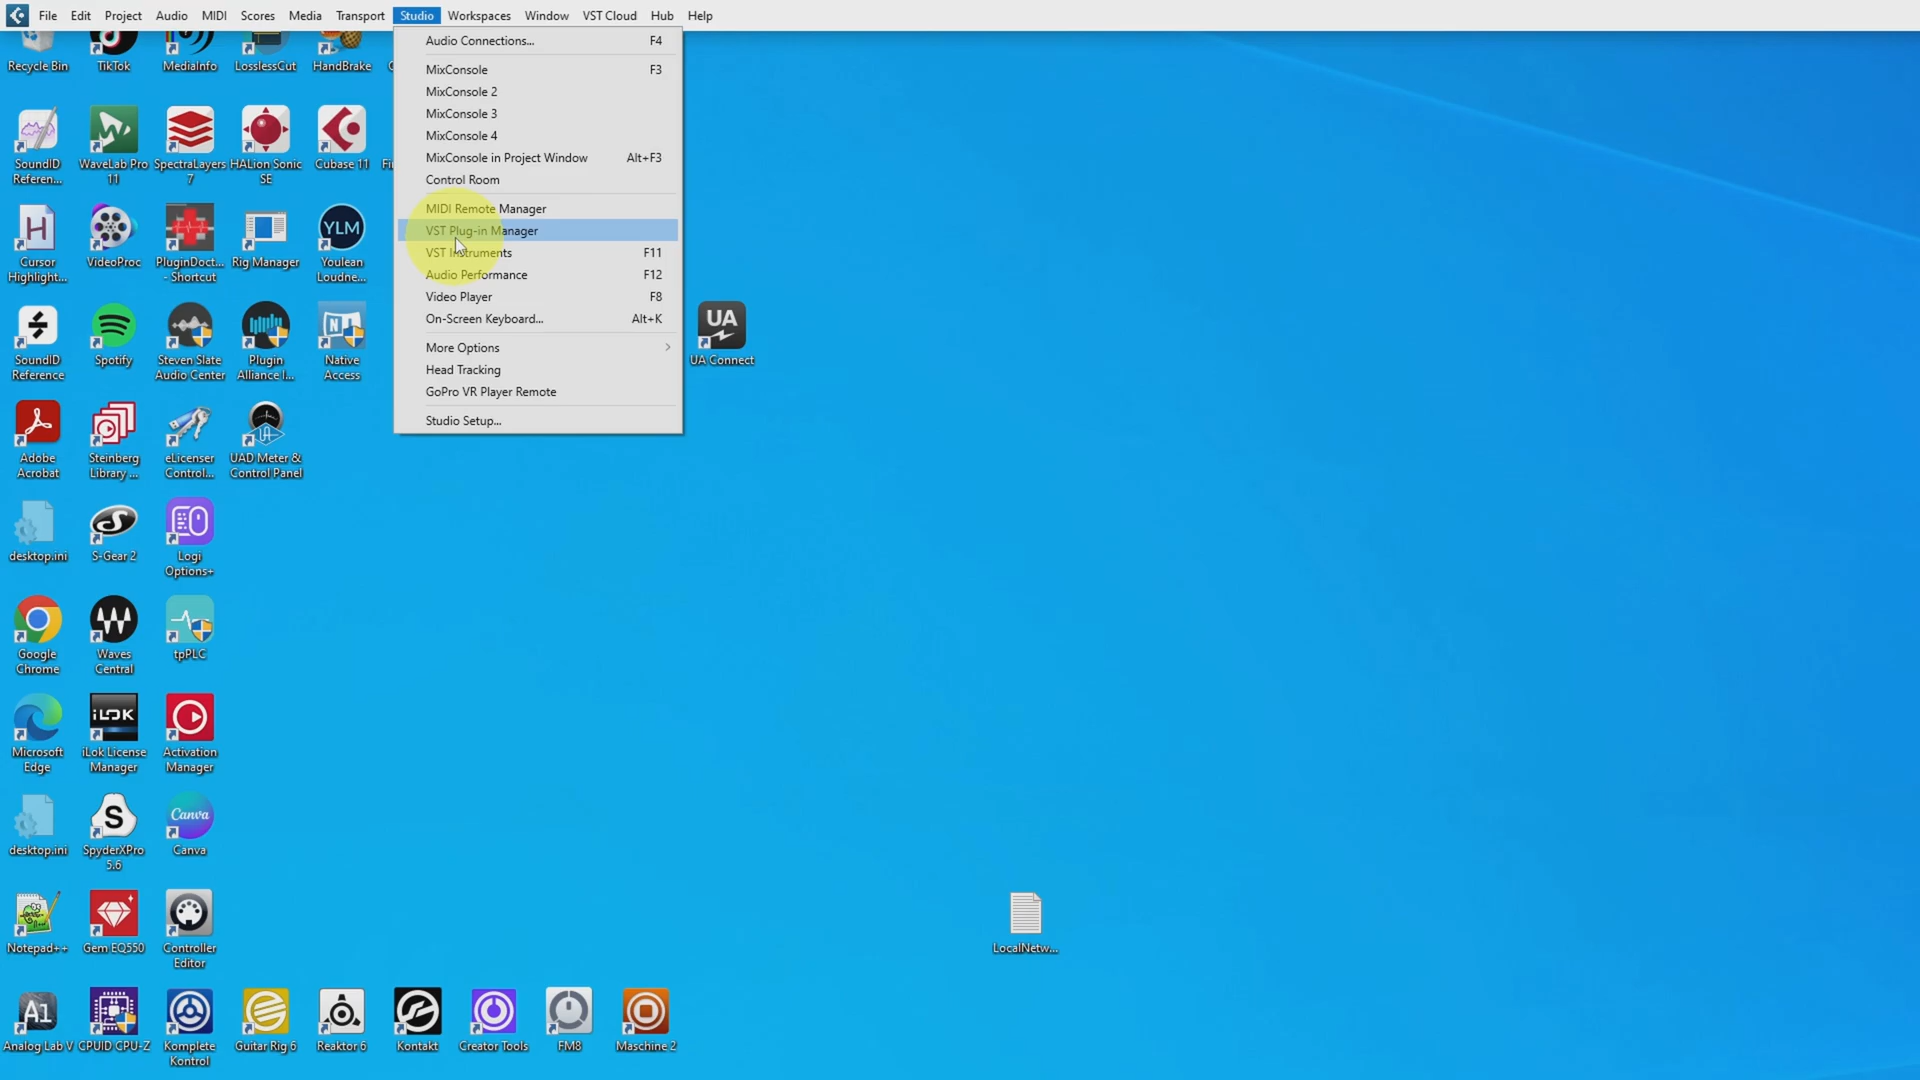 File Edit Project Audio MIDI Scores Media Transport Studio Workspaces Window VST Cloud Hub Help
Audio Connections... F4
MixConsole F3
MixConsole 2
MixConsole 3
MixConsole 4
MixConsole in Project Window Alt+F3
Control Room
MIDI Remote Manager
VST Plug-in Manager
VST Instruments F11
Audio Performance F12
Video Player F8
On-Screen Keyboard... Alt+K
More Options
Head Tracking
GoPro VR Player Remote
Studio Setup...
Recycle Bin TikTok MediaInfo LosslessCut HandBrake
SoundID WaveLab Pro SpectraLayers HALion Sonic Cubase 11
Referen... 11 7 SE
H YLM
Cursor VideoProc PluginDoct... Rig Manager Youlean
Highlight... - Shortcut Loudne...
UA
SoundID Spotify Steven Slate Plugin Native UA Connect
Reference Audio Center Alliance I... Access
Adobe Steinberg eLicenser UAD Meter &
Acrobat Library ... Control... Control Panel
desktop.ini S-Gear 2 Logi
Options+
Google Waves tpPLC
Chrome Central
iLOK
Microsoft iLok License Activation
Edge Manager Manager
S Canva
desktop.ini SpyderXPro Canva
5.6
Notepad++ Gem EQ550 Controller LocalNetw...
Editor
A1
Analog Lab V CPUID CPU-Z Komplete Guitar Rig 6 Reaktor 6 Kontakt Creator Tools FM8 Maschine 2
Kontrol